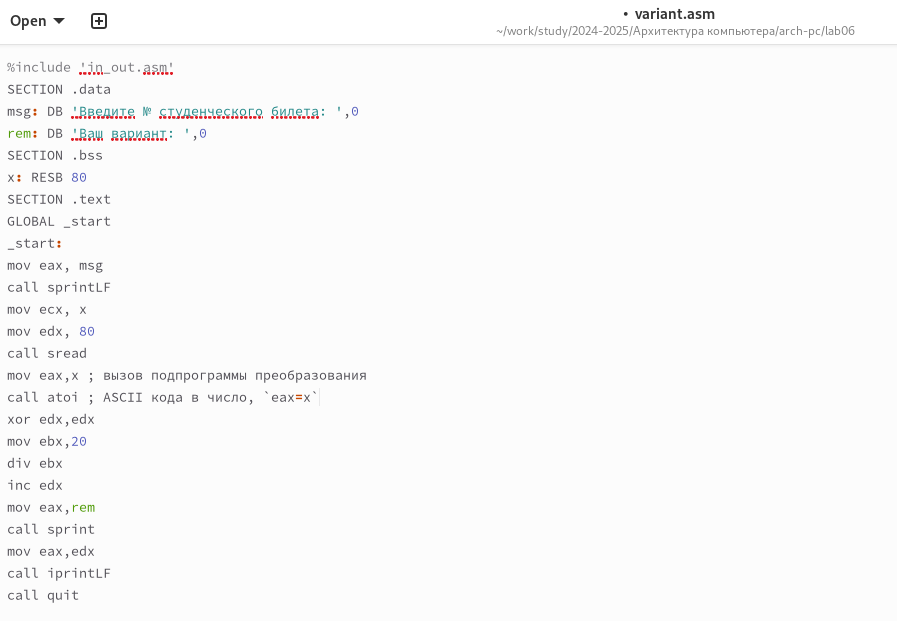 Open
• variant.asm
~/work/study/2024-2025/Архитектура компьютера/arch-pc/lab06
%include 'in_out.asm'
SECTION .data
msg: DB 'Введите № студенческого билета: ',0
rem: DB 'Ваш вариант: ',0
SECTION .bss
x: RESB 80
SECTION .text
GLOBAL _start
_start:
mov eax, msg
call sprintLF
mov ecx, x
mov edx, 80
call sread
mov eax,x ; вызов подпрограммы преобразования
call atoi ; ASCII кода в число, `eax=x`
xor edx,edx
mov ebx,20
div ebx
inc edx
mov eax,rem
call sprint
mov eax,edx
call iprintLF
call quit